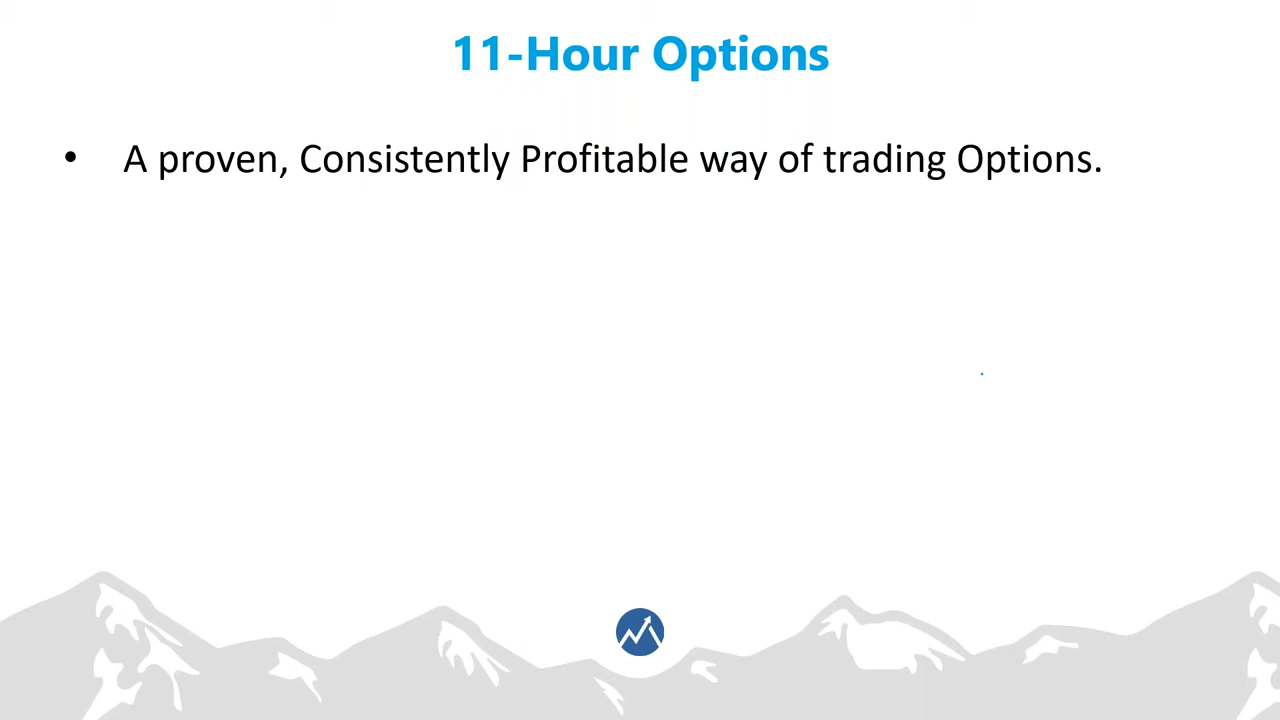 11-Hour Options
• A proven, Consistently Profitable way of trading Options.